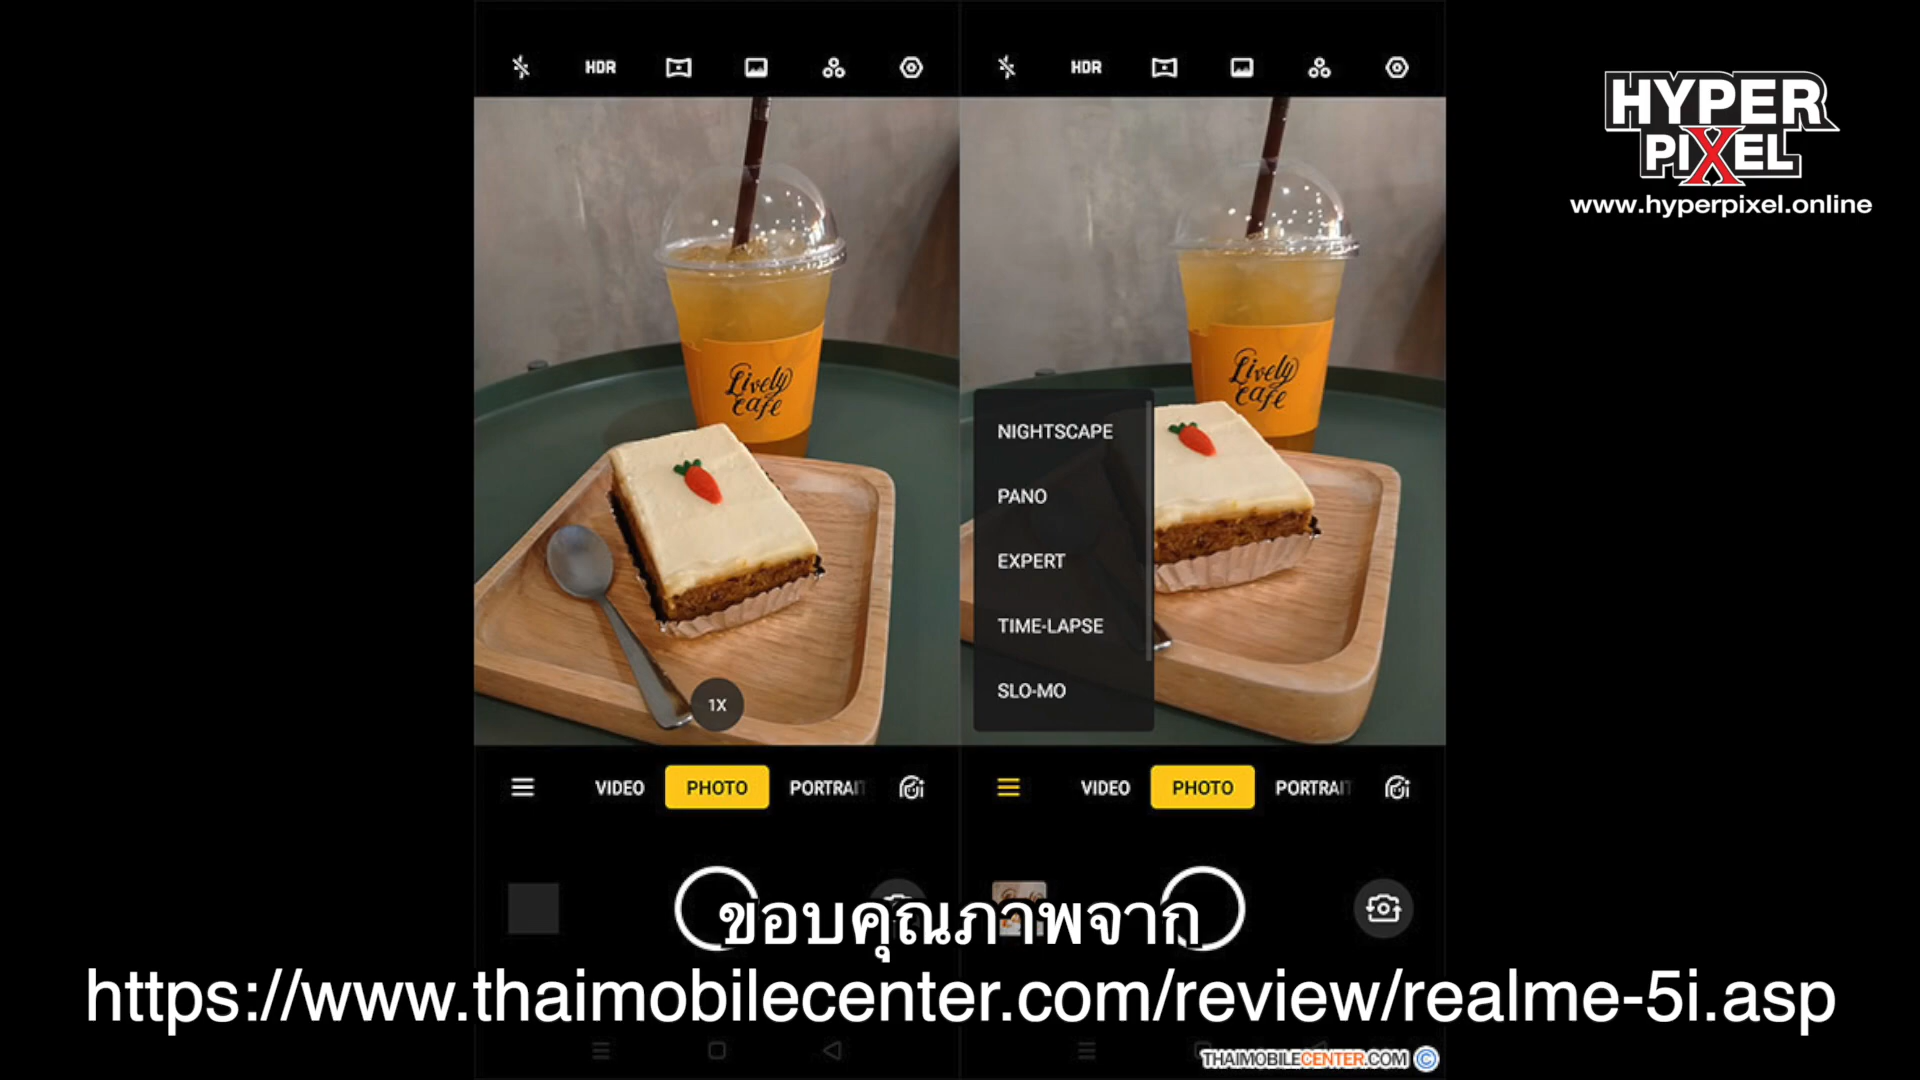 HDR
HDR
HYPER
PIXEL
www.hyperpixel.online
Lively
cafe
Lively
cafe
NIGHTSCAPE
PANO
EXPERT
TIME-LAPSE
SLO-MO
1X
VIDEO PHOTO PORTRAI
VIDEO PHOTO PORTRAI
ขอบคุณภาพจาก
https://www.thaimobilecenter.com/review/realme-5i.asp
THAIMOBILECENTER.COM ©